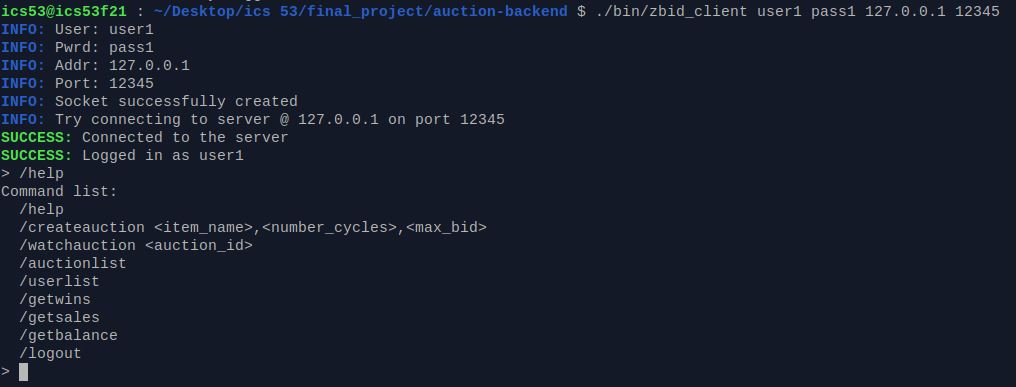 ics53@ics53f21 : ~/Desktop/ics 53/final_project/auction-backend $ ./bin/zbid_client user1 pass1 127.0.0.1 12345
INFO: User: user1
INFO: Pwrd: pass1
INFO: Addr: 127.0.0.1
INFO: Port: 12345
INFO: Socket successfully created
INFO: Try connecting to server @ 127.0.0.1 on port 12345
SUCCESS: Connected to the server
SUCCESS: Logged in as user1
> /help
Command list:
  /help
  /createauction <item_name>,<number_cycles>,<max_bid>
  /watchauction <auction_id>
  /auctionlist
  /userlist
  /getwins
  /getsales
  /getbalance
  /logout
>